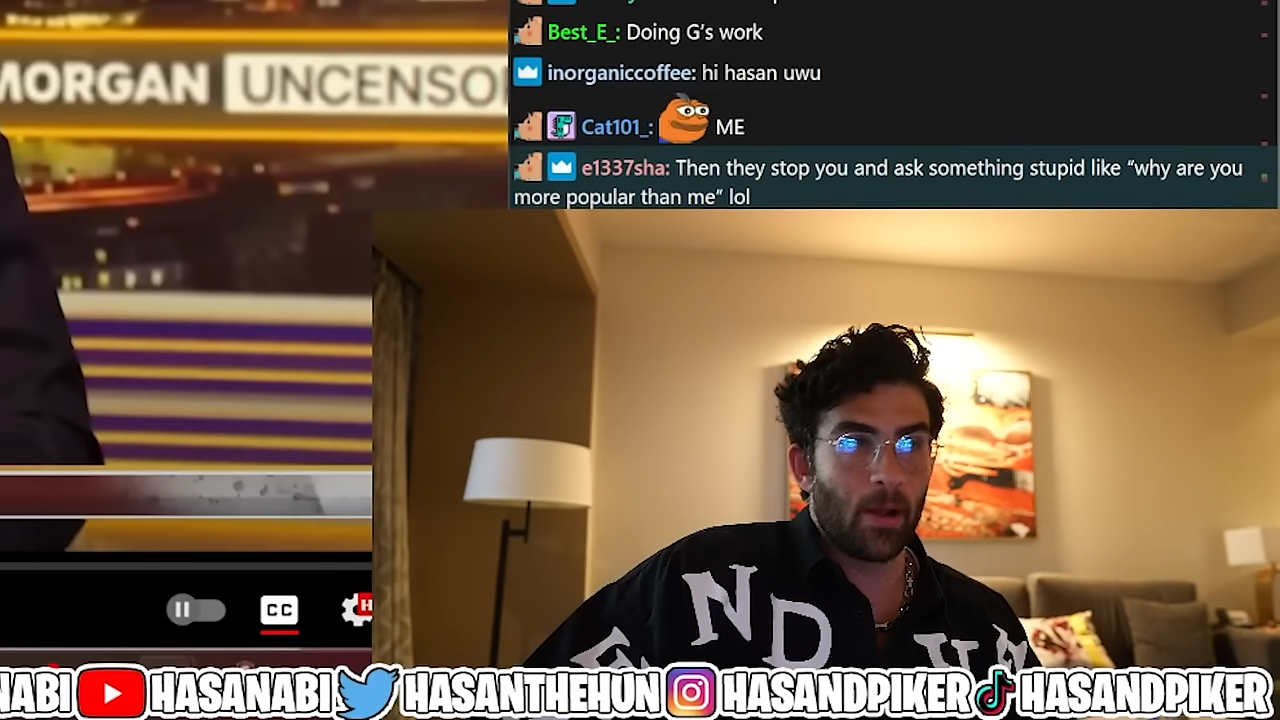 MORGAN UNCENSO
Best_E_: Doing G’s work
inorganiccoffee: hi hasan uwu
Cat101_: ME
e1337sha: Then they stop you and ask something stupid like “why are you
more popular than me” lol
N D
CC
H
NABI HASANABI HASANTHEHUN HASANDPIKER HASANDPIKER